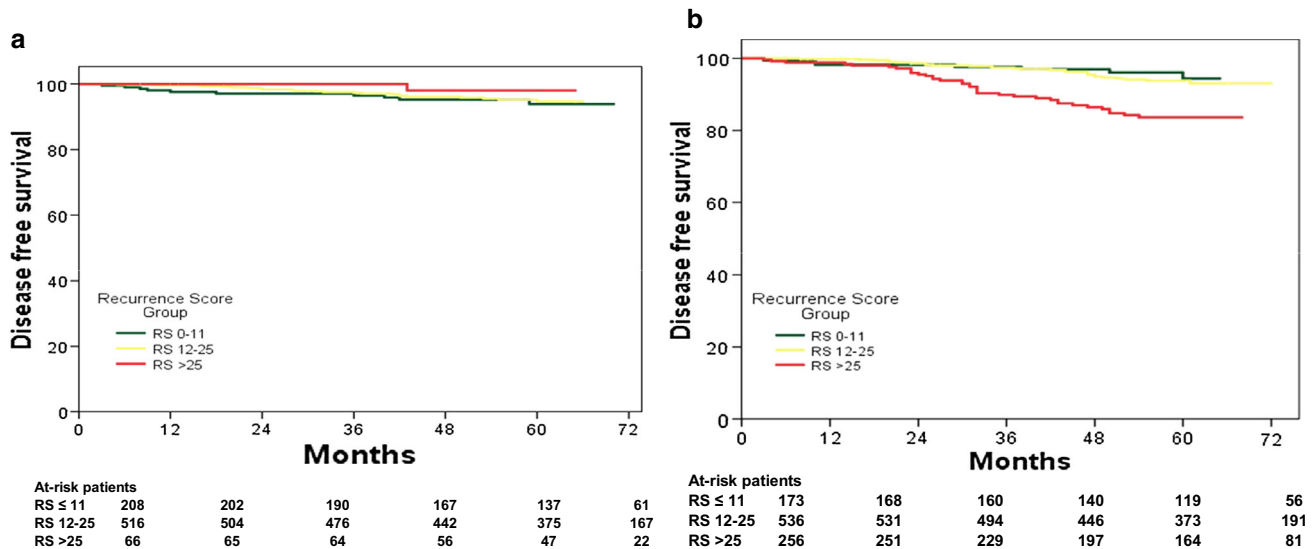 a
100
80
60
40
20
0
Disease free survival
Recurrence Score
Group
RS 0-11
RS 12-25
RS >25
0 12 24 36 48 60 72
Months
At-risk patients
RS ≤ 11 208 202 190 167 137 61
RS 12-25 516 504 476 442 375 167
RS >25 66 65 64 56 47 22
b
100
80
60
40
20
0
Disease free survival
Recurrence Score
Group
RS 0-11
RS 12-25
RS >25
0 12 24 36 48 60 72
Months
At-risk patients
RS ≤ 11 173 168 160 140 119 56
RS 12-25 536 531 494 446 373 191
RS >25 256 251 229 197 164 81